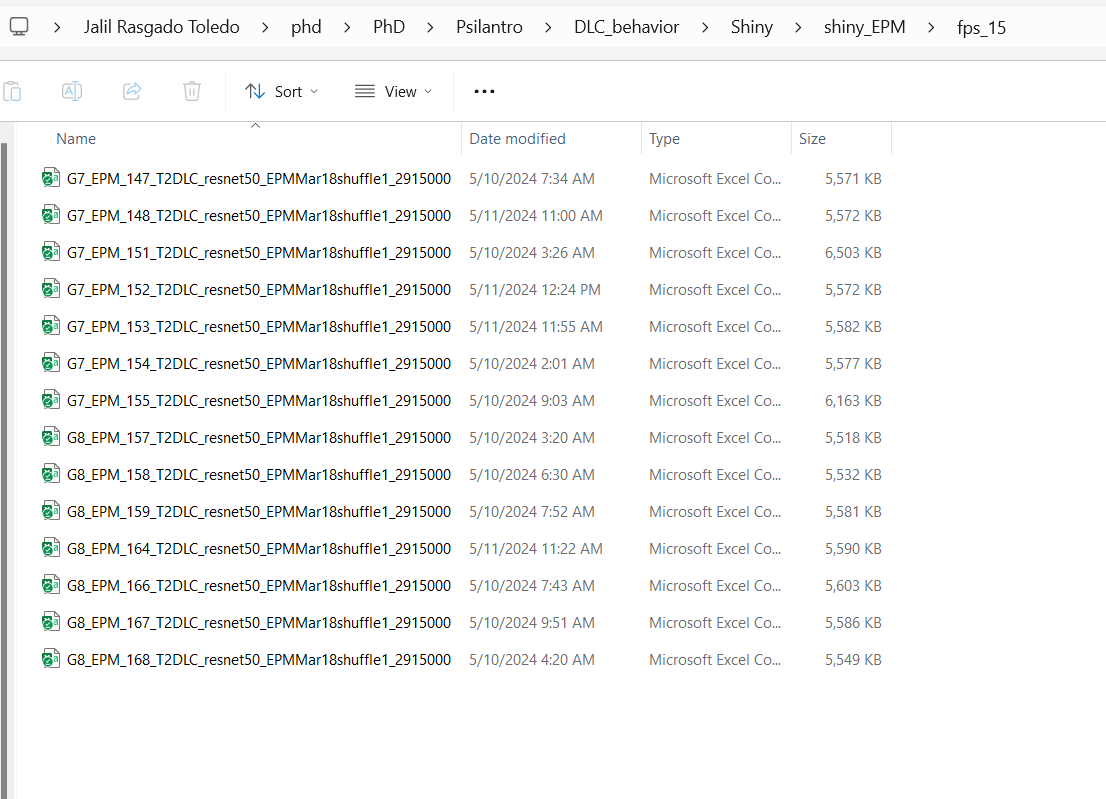 Jalil Rasgado Toledo > phd > PhD > Psilantro > DLC_behavior > Shiny > shiny_EPM > fps_15
Sort View ...
Name Date modified Type Size
G7_EPM_147_T2DLC_resnet50_EPMMar18shuffle1_2915000 5/10/2024 7:34 AM Microsoft Excel Co... 5,571 KB
G7_EPM_148_T2DLC_resnet50_EPMMar18shuffle1_2915000 5/11/2024 11:00 AM Microsoft Excel Co... 5,572 KB
G7_EPM_151_T2DLC_resnet50_EPMMar18shuffle1_2915000 5/10/2024 3:26 AM Microsoft Excel Co... 6,503 KB
G7_EPM_152_T2DLC_resnet50_EPMMar18shuffle1_2915000 5/11/2024 12:24 PM Microsoft Excel Co... 5,572 KB
G7_EPM_153_T2DLC_resnet50_EPMMar18shuffle1_2915000 5/11/2024 11:55 AM Microsoft Excel Co... 5,582 KB
G7_EPM_154_T2DLC_resnet50_EPMMar18shuffle1_2915000 5/10/2024 2:01 AM Microsoft Excel Co... 5,577 KB
G7_EPM_155_T2DLC_resnet50_EPMMar18shuffle1_2915000 5/10/2024 9:03 AM Microsoft Excel Co... 6,163 KB
G8_EPM_157_T2DLC_resnet50_EPMMar18shuffle1_2915000 5/10/2024 3:20 AM Microsoft Excel Co... 5,518 KB
G8_EPM_158_T2DLC_resnet50_EPMMar18shuffle1_2915000 5/10/2024 6:30 AM Microsoft Excel Co... 5,532 KB
G8_EPM_159_T2DLC_resnet50_EPMMar18shuffle1_2915000 5/10/2024 7:52 AM Microsoft Excel Co... 5,581 KB
G8_EPM_164_T2DLC_resnet50_EPMMar18shuffle1_2915000 5/11/2024 11:22 AM Microsoft Excel Co... 5,590 KB
G8_EPM_166_T2DLC_resnet50_EPMMar18shuffle1_2915000 5/10/2024 7:43 AM Microsoft Excel Co... 5,603 KB
G8_EPM_167_T2DLC_resnet50_EPMMar18shuffle1_2915000 5/10/2024 9:51 AM Microsoft Excel Co... 5,586 KB
G8_EPM_168_T2DLC_resnet50_EPMMar18shuffle1_2915000 5/10/2024 4:20 AM Microsoft Excel Co... 5,549 KB